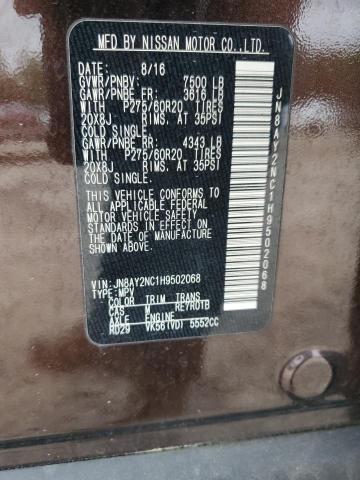 MFD BY NISSAN MOTOR CO.,LTD.
8/16
GVWR/PNBV: 7500 LB
GAWR/PNBE FR: 3616 LB
WITH P275/60R20 TIRES
20X8J RIMS, AT 35PSI
COLD SINGLE.
GAWR/PNBE RR: 4343 LB
WITH P275/60R20 TIRES
20X8J RIMS, AT 35PSI
COLD SINGLE.
THIS VEHICLE CONFORMS TO
ALL APPLICABLE FEDERAL
MOTOR VEHICLE SAFETY
STANDARDS IN EFFECT ON
THE DATE OF MANUFACTURE
SHOWN ABOVE.
VIN: JN8AY2NC1H9502068
TYPE: MPV
COLOR TRIM TRANS
CAS M RE7R01B
AXLE ENGINE
RD29 VK56(VD) 5552CC
JN8AY2NC1H9502068